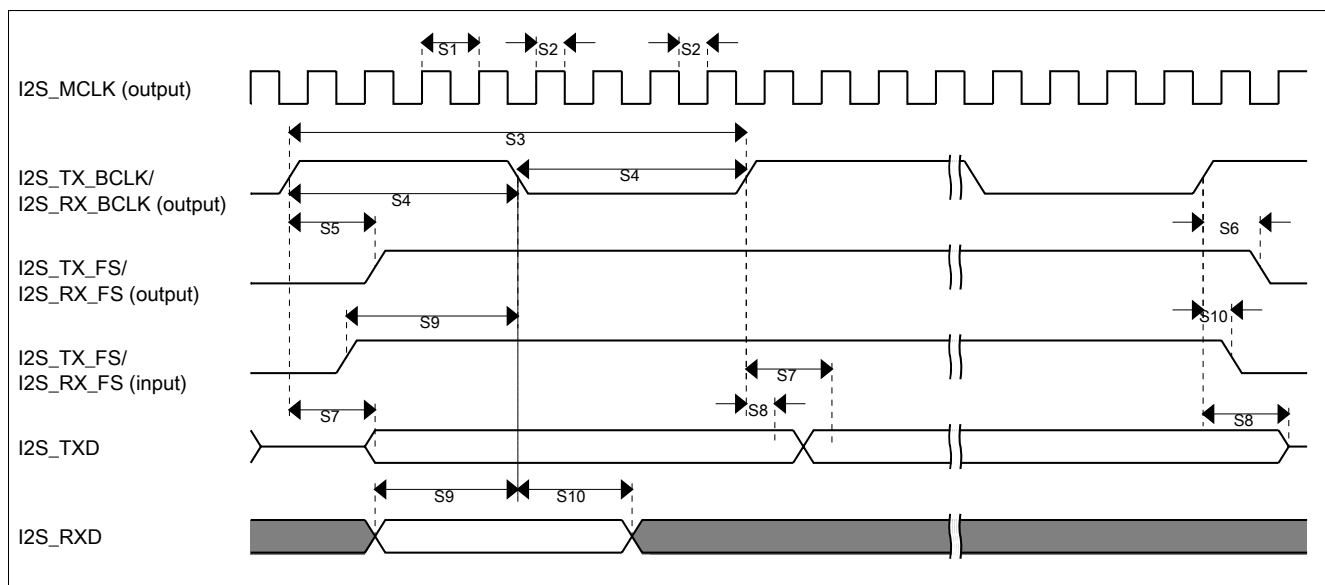 S1 S2 S2
I2S_MCLK (output)
S3
I2S_TX_BCLK/
I2S_RX_BCLK (output)
S4
S4
S5 S6
I2S_TX_FS/
I2S_RX_FS (output)
S9 S10
I2S_TX_FS/
I2S_RX_FS (input)
S7
S7 S8 S8
I2S_TXD
S9 S10
I2S_RXD